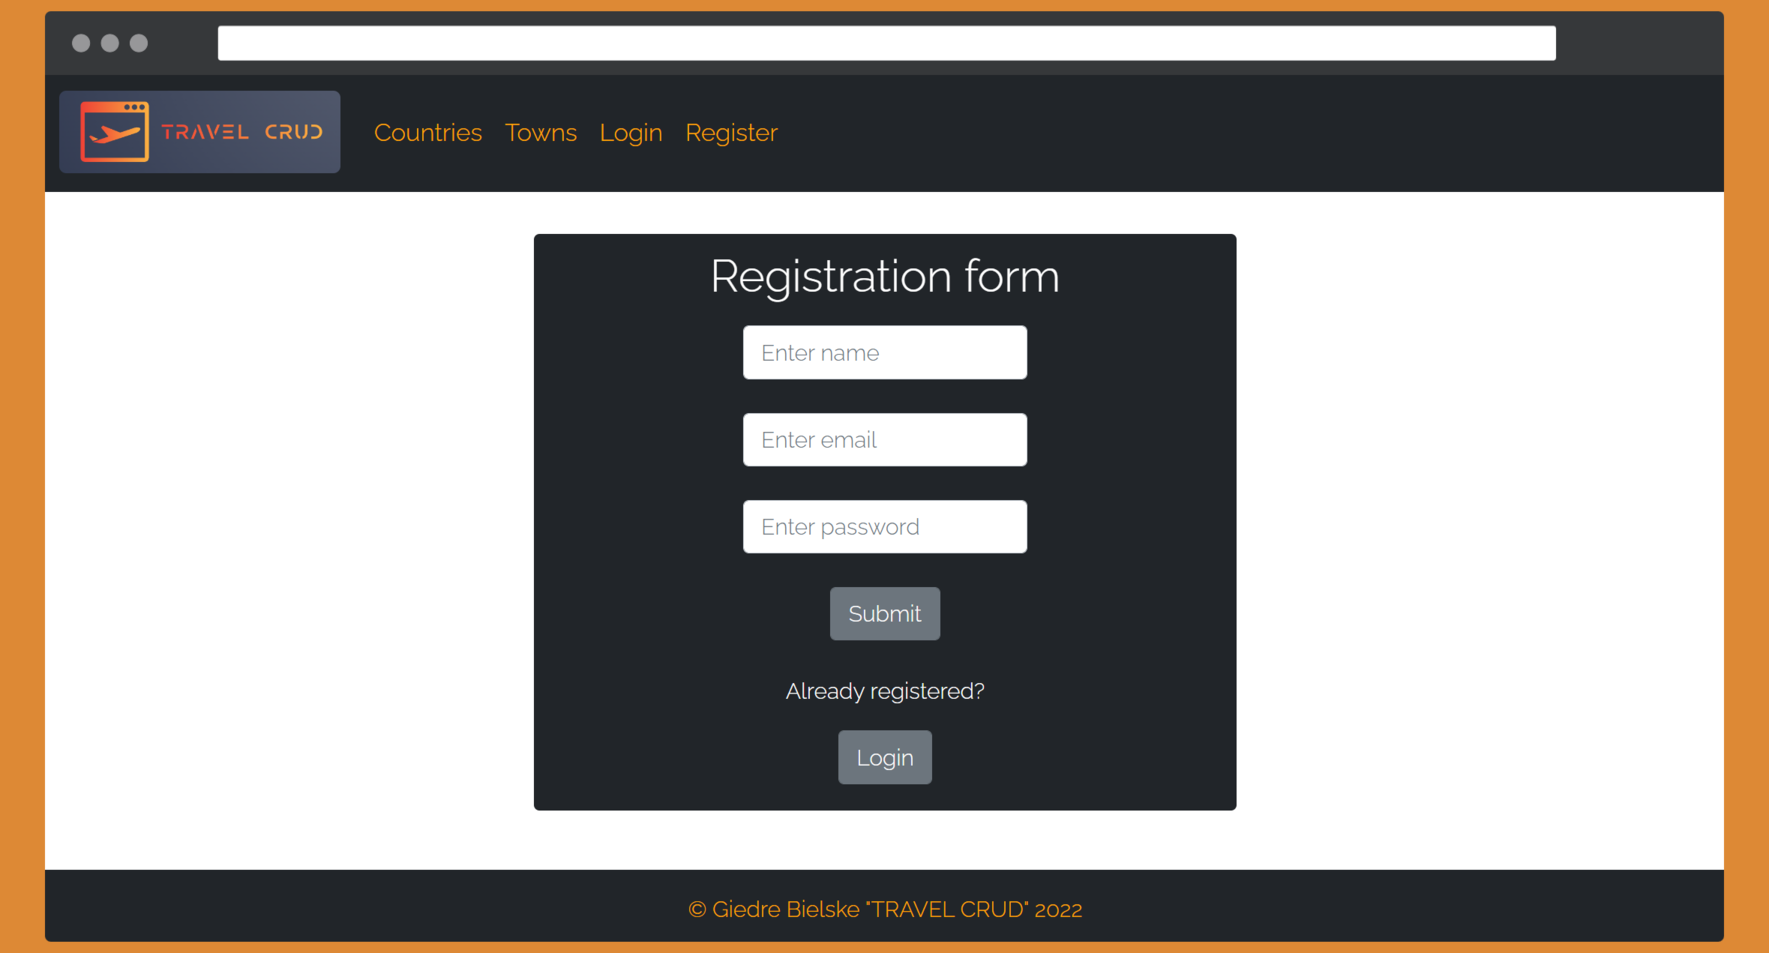 TRAVEL CRUD
Countries Towns Login Register
Registration form
Enter name
Enter email
Enter password
Submit
Already registered?
Login
© Giedre Bielske "TRAVEL CRUD" 2022